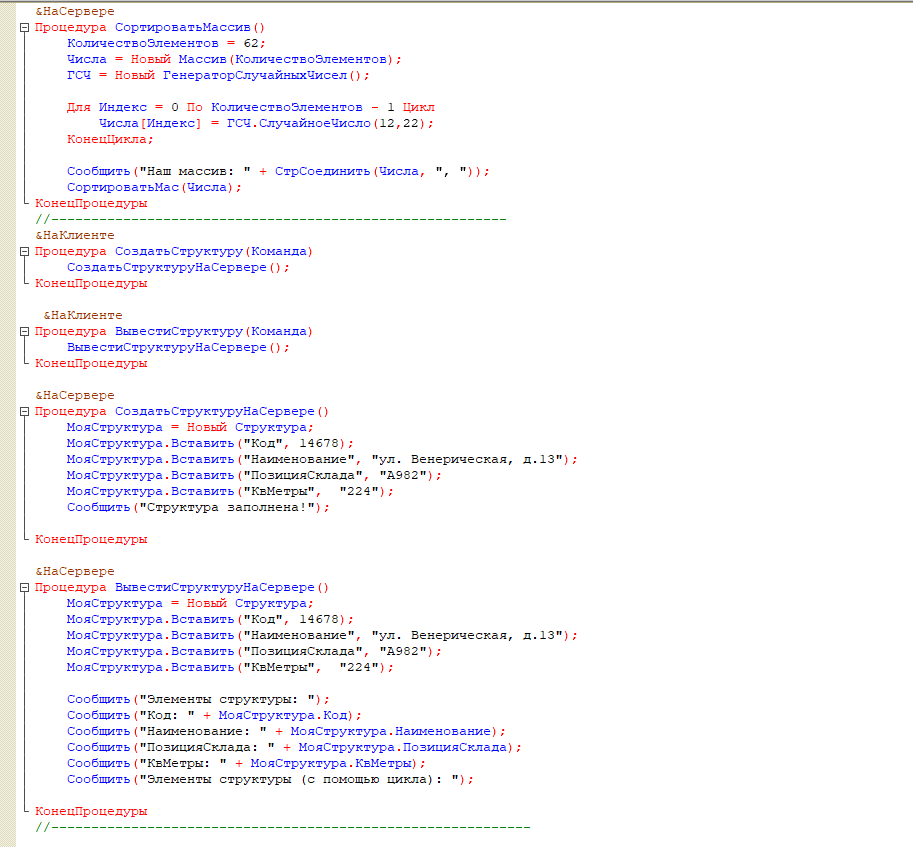 &НаСервере
Процедура СортироватьМассив()
КоличествоЭлементов = 62;
Числа = Новый Массив(КоличествоЭлементов);
ГСЧ = Новый ГенераторСлучайныхЧисел();
Для Индекс = 0 По КоличествоЭлементов - 1 Цикл
Числа[Индекс] = ГСЧ.СлучайноеЧисло(12,22);
КонецЦикла;
Сообщить("Наш массив: " + СтрСоединить(Числа, ", "));
СортироватьМас(Числа);
КонецПроцедуры
//---------------------------------------------------------
&НаКлиенте
Процедура СоздатьСтруктуру(Команда)
СоздатьСтруктуруНаСервере();
КонецПроцедуры
&НаКлиенте
Процедура ВывестиСтруктуру(Команда)
ВывестиСтруктуруНаСервере();
КонецПроцедуры
&НаСервере
Процедура СоздатьСтруктуруНаСервере()
МояСтруктура = Новый Структура;
МояСтруктура.Вставить("Код", 14678);
МояСтруктура.Вставить("Наименование", "ул. Венерическая, д.13");
МояСтруктура.Вставить("ПозицияСклада", "А982");
МояСтруктура.Вставить("КвМетры",  "224");
Сообщить("Структура заполнена!");
КонецПроцедуры
&НаСервере
Процедура ВывестиСтруктуруНаСервере()
МояСтруктура = Новый Структура;
МояСтруктура.Вставить("Код", 14678);
МояСтруктура.Вставить("Наименование", "ул. Венерическая, д.13");
МояСтруктура.Вставить("ПозицияСклада", "А982");
МояСтруктура.Вставить("КвМетры",  "224");
Сообщить("Элементы структуры: ");
Сообщить("Код: " + МояСтруктура.Код);
Сообщить("Наименование: " + МояСтруктура.Наименование);
Сообщить("ПозицияСклада: " + МояСтруктура.ПозицияСклада);
Сообщить("КвМетры: " + МояСтруктура.КвМетры);
Сообщить("Элементы структуры (с помощью цикла): ");
КонецПроцедуры
//------------------------------------------------------------